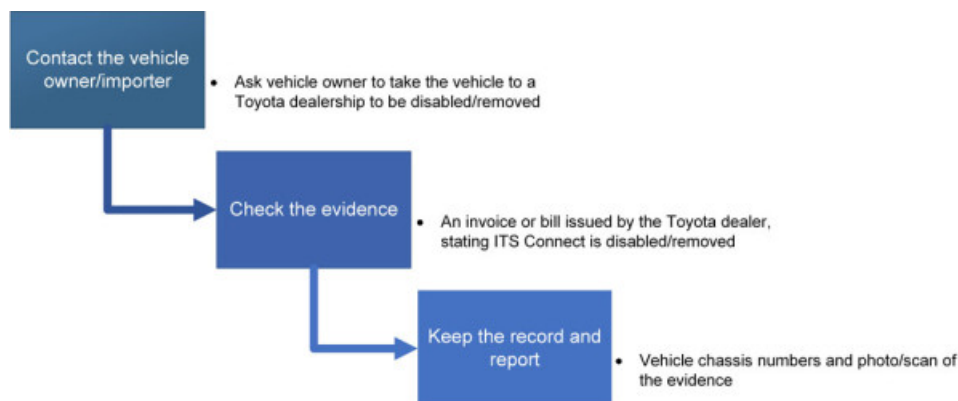 Contact the vehicle
owner/importer
• Ask vehicle owner to take the vehicle to a
Toyota dealership to be disabled/removed
Check the evidence
• An invoice or bill issued by the Toyota dealer,
stating ITS Connect is disabled/removed
Keep the record and
report
• Vehicle chassis numbers and photo/scan of
the evidence